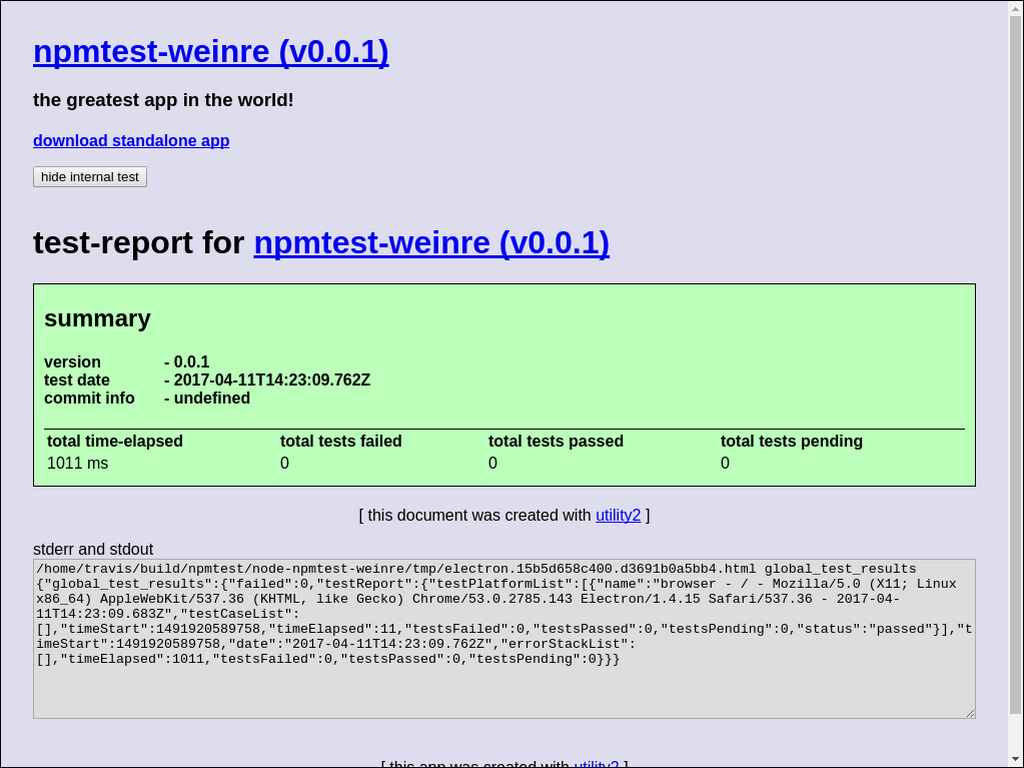 npmtest-weinre (v0.0.1)
the greatest app in the world!
download standalone app
hide internal test
test-report for npmtest-weinre (v0.0.1)
summary
version - 0.0.1
test date - 2017-04-11T14:23:09.762Z
commit info - undefined
total time-elapsed total tests failed total tests passed total tests pending
1011 ms 0 0 0
[ this document was created with utility2 ]
stderr and stdout
/home/travis/build/npmtest/node-npmtest-weinre/tmp/electron.15b5d658c400.d3691b0a5bb4.html global_test_results
{"global_test_results":{"failed":0,"testReport":{"testPlatformList":[{"name":"browser - / - Mozilla/5.0 (X11; Linux
x86_64) AppleWebKit/537.36 (KHTML, like Gecko) Chrome/53.0.2785.143 Electron/1.4.15 Safari/537.36 - 2017-04-
11T14:23:09.683Z","testCaseList":
[],"timeStart":1491920589758,"timeElapsed":11,"testsFailed":0,"testsPassed":0,"testsPending":0,"status":"passed"}],"t
imeStart":1491920589758,"date":"2017-04-11T14:23:09.762Z","errorStackList":
[],"timeElapsed":1011,"testsFailed":0,"testsPassed":0,"testsPending":0}}}
[ this app was created with utility2 ]